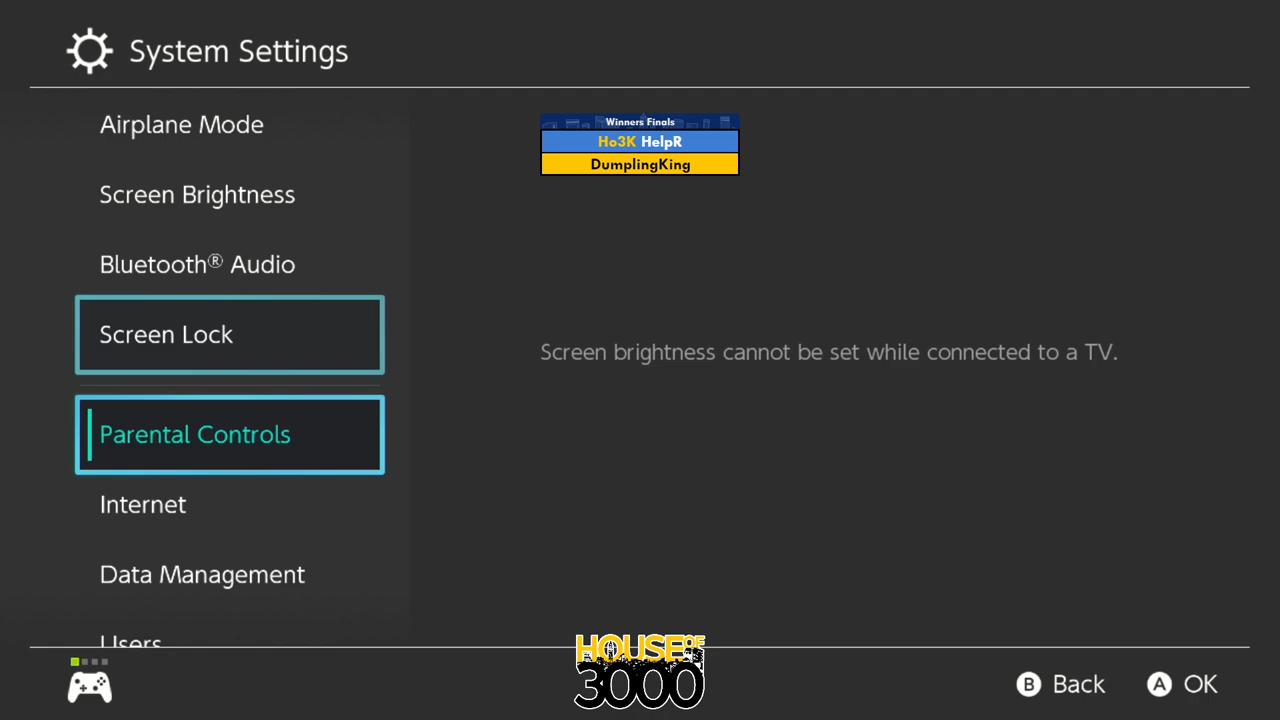 System Settings
Airplane Mode
Screen Brightness
Bluetooth® Audio
Screen Lock
Parental Controls
Internet
Data Management
Users
Winners Finals
Ho3K HelpR
DumplingKing
Screen brightness cannot be set while connected to a TV.
HOUSE OF
3000
B Back
A OK